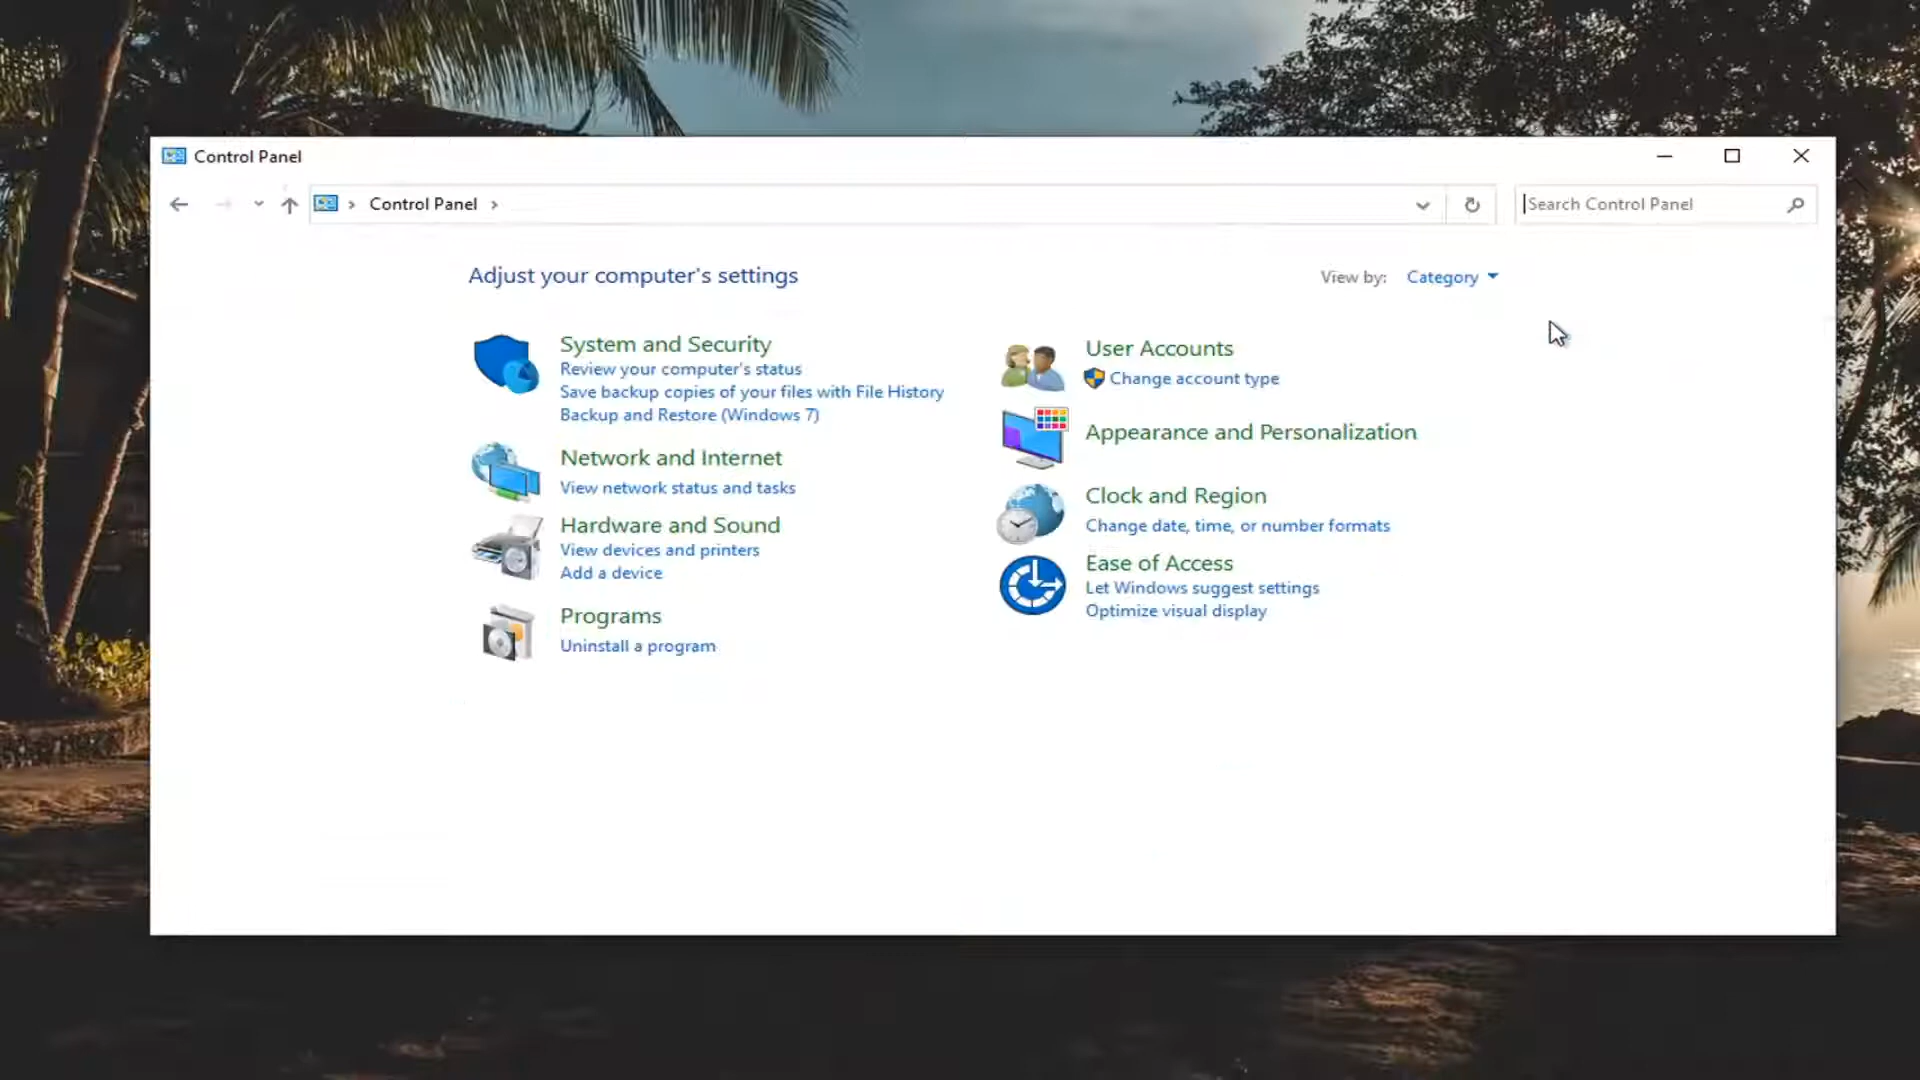 Control Panel
Control Panel
Search Control Panel
Adjust your computer's settings
View by: Category
System and Security
Review your computer's status
Save backup copies of your files with File History
Backup and Restore (Windows 7)
Network and Internet
View network status and tasks
Hardware and Sound
View devices and printers
Add a device
Programs
Uninstall a program
User Accounts
Change account type
Appearance and Personalization
Clock and Region
Change date, time, or number formats
Ease of Access
Let Windows suggest settings
Optimize visual display